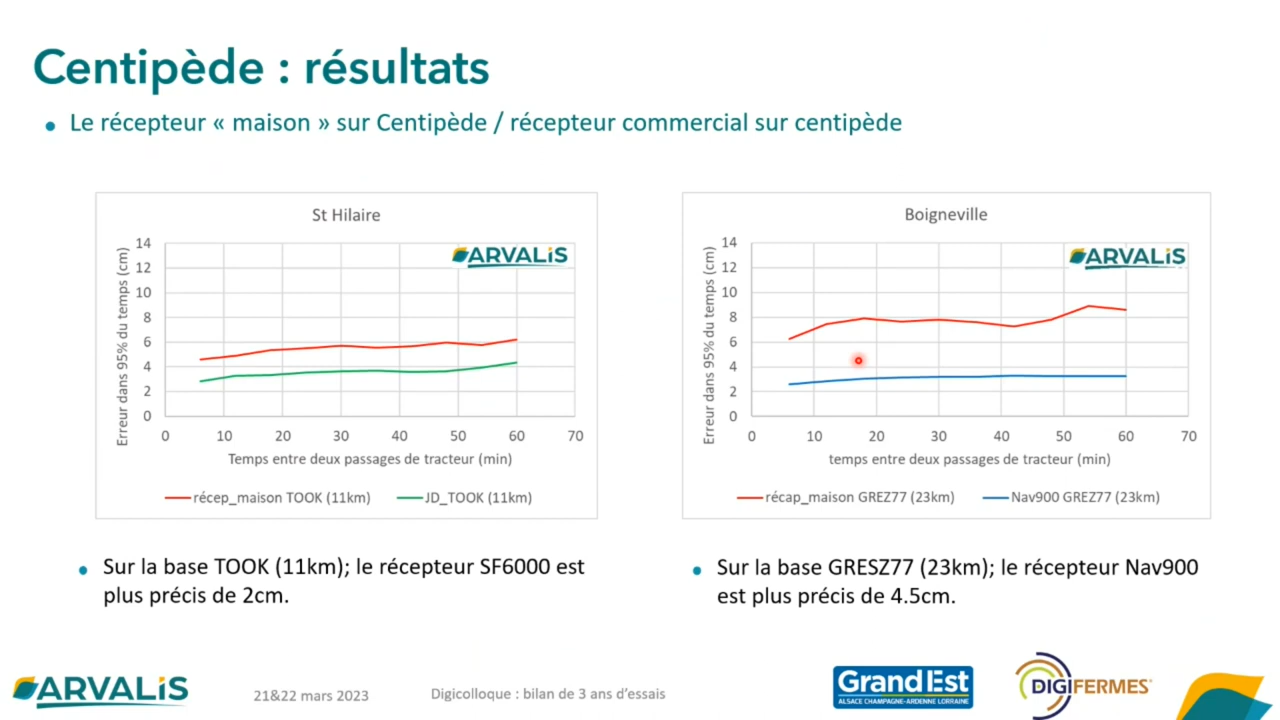 Centipède : résultats
• Le récepteur « maison » sur Centipède / récepteur commercial sur centipède
St Hilaire
ARVALIS
Erreur dans 95% du temps (cm)
14
12
10
8
6
4
2
0
0 10 20 30 40 50 60 70
Temps entre deux passages de tracteur (min)
récep_maison TOOK (11km) JD_TOOK (11km)
Boigneville
ARVALIS
Erreur dans 95% du temps (cm)
14
12
10
8
6
4
2
0
0 10 20 30 40 50 60 70
temps entre deux passages de tracteur (min)
récap_maison GREZ77 (23km) Nav900 GREZ77 (23km)
• Sur la base TOOK (11km); le récepteur SF6000 est
plus précis de 2cm.
• Sur la base GRESZ77 (23km); le récepteur Nav900
est plus précis de 4.5cm.
ARVALIS
21&22 mars 2023
Digicolloque : bilan de 3 ans d'essais
Grand Est
ALSACE CHAMPAGNE-ARDENNE LORRAINE
DIGIFERMES®